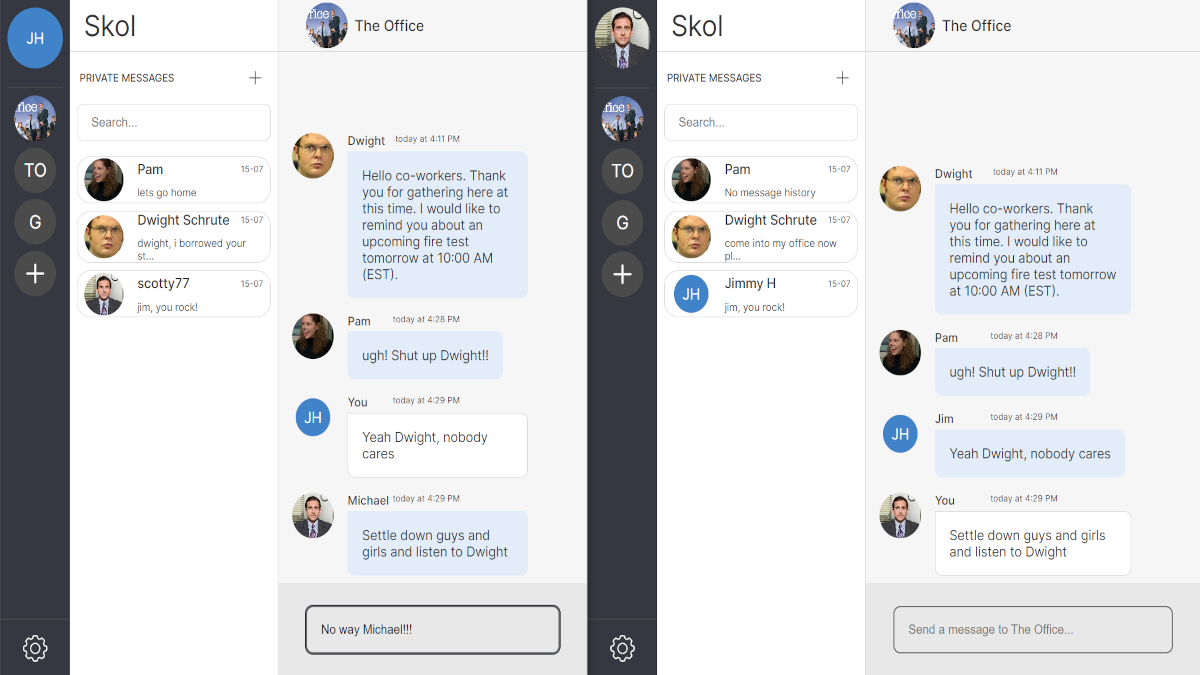 JH
Skol
fice
The Office
PRIVATE MESSAGES
Search...
fice
TO
G
Pam 15-07
lets go home
Dwight Schrute 15-07
dwight, i borrowed your
st...
scotty77 15-07
jim, you rock!
Dwight today at 4:11 PM
Hello co-workers. Thank
you for gathering here at
this time. I would like to
remind you about an
upcoming fire test
tomorrow at 10:00 AM
(EST).
Pam today at 4:28 PM
ugh! Shut up Dwight!!
You today at 4:29 PM
JH
Yeah Dwight, nobody
cares
Michael today at 4:29 PM
Settle down guys and
girls and listen to Dwight
No way Michael!!!
Skol
fice
The Office
PRIVATE MESSAGES
Search...
fice
TO
G
Pam 15-07
No message history
Dwight Schrute 15-07
come into my office now
pl...
JH
Jimmy H 15-07
jim, you rock!
Dwight today at 4:11 PM
Hello co-workers. Thank
you for gathering here at
this time. I would like to
remind you about an
upcoming fire test tomorrow
at 10:00 AM (EST).
Pam today at 4:28 PM
ugh! Shut up Dwight!!
Jim today at 4:29 PM
JH
Yeah Dwight, nobody cares
You today at 4:29 PM
Settle down guys and girls
and listen to Dwight
Send a message to The Office...